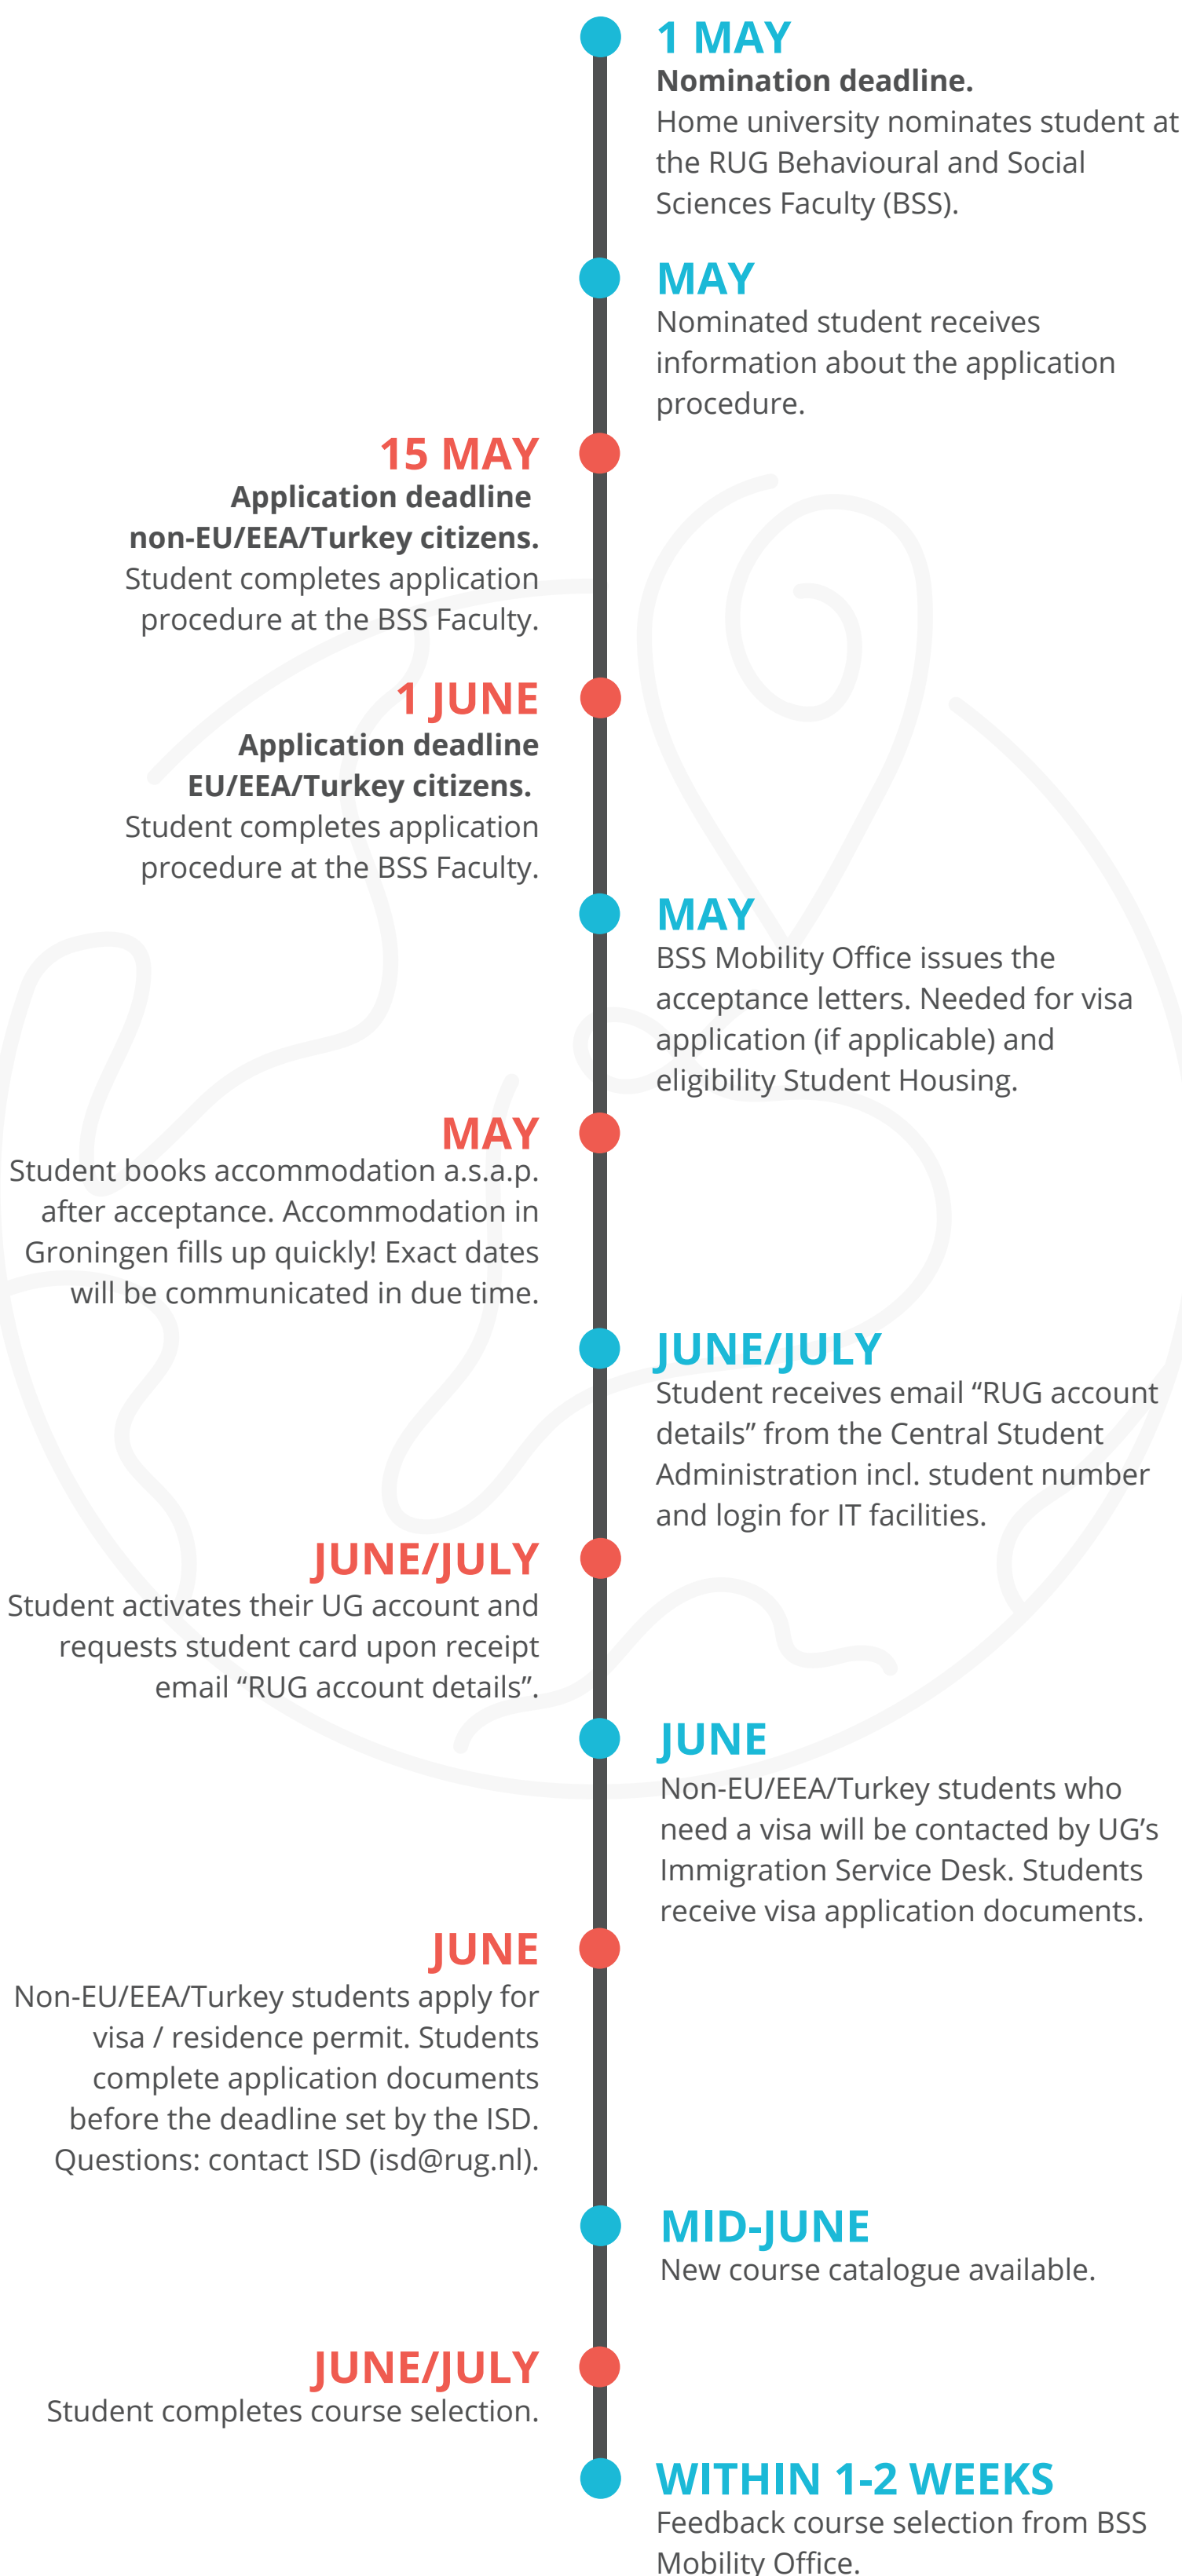 1 MAY
Nomination deadline.
Home university nominates student at
the RUG Behavioural and Social
Sciences Faculty (BSS).
MAY
Nominated student receives
information about the application
procedure.
15 MAY
Application deadline
non-EU/EEA/Turkey citizens.
Student completes application
procedure at the BSS Faculty.
1 JUNE
Application deadline
EU/EEA/Turkey citizens.
Student completes application
procedure at the BSS Faculty.
MAY
BSS Mobility Office issues the
acceptance letters. Needed for visa
application (if applicable) and
eligibility Student Housing.
MAY
Student books accommodation a.s.a.p.
after acceptance. Accommodation in
Groningen fills up quickly! Exact dates
will be communicated in due time.
JUNE/JULY
Student receives email “RUG account
details” from the Central Student
Administration incl. student number
and login for IT facilities.
JUNE/JULY
Student activates their UG account and
requests student card upon receipt
email “RUG account details”.
JUNE
Non-EU/EEA/Turkey students who
need a visa will be contacted by UG’s
Immigration Service Desk. Students
receive visa application documents.
JUNE
Non-EU/EEA/Turkey students apply for
visa / residence permit. Students
complete application documents
before the deadline set by the ISD.
Questions: contact ISD (isd@rug.nl).
MID-JUNE
New course catalogue available.
JUNE/JULY
Student completes course selection.
WITHIN 1-2 WEEKS
Feedback course selection from BSS
Mobility Office.